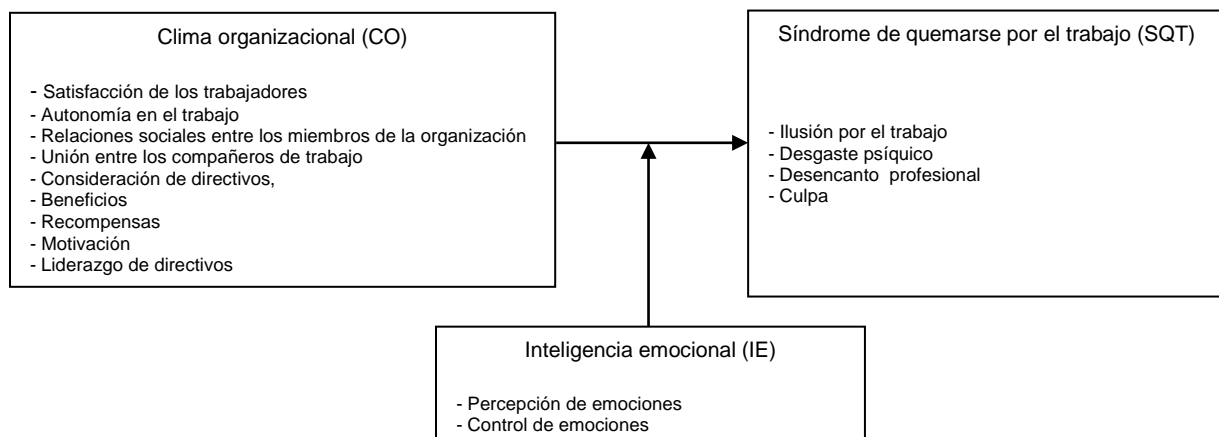 Clima organizacional (CO)
- Satisfacción de los trabajadores
- Autonomía en el trabajo
- Relaciones sociales entre los miembros de la organización
- Unión entre los compañeros de trabajo
- Consideración de directivos,
- Beneficios
- Recompensas
- Motivación
- Liderazgo de directivos
Síndrome de quemarse por el trabajo (SQT)
- Ilusión por el trabajo
- Desgaste psíquico
- Desencanto profesional
- Culpa
Inteligencia emocional (IE)
- Percepción de emociones
- Control de emociones